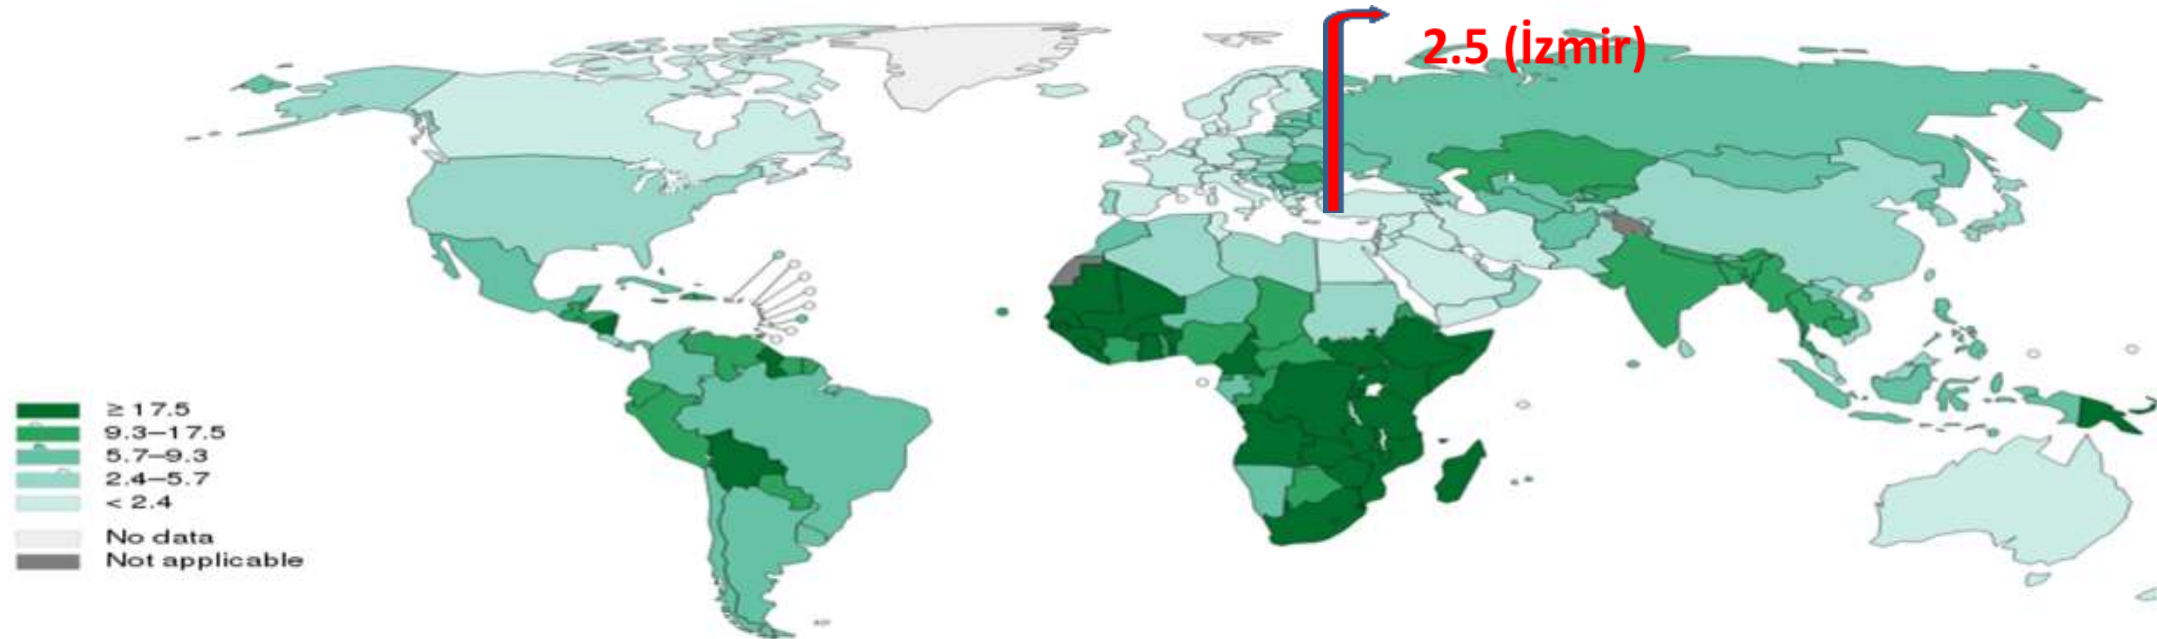 2.5 (İzmir)
≥ 17.5
9.3–17.5
5.7–9.3
2.4–5.7
< 2.4
No data
Not applicable